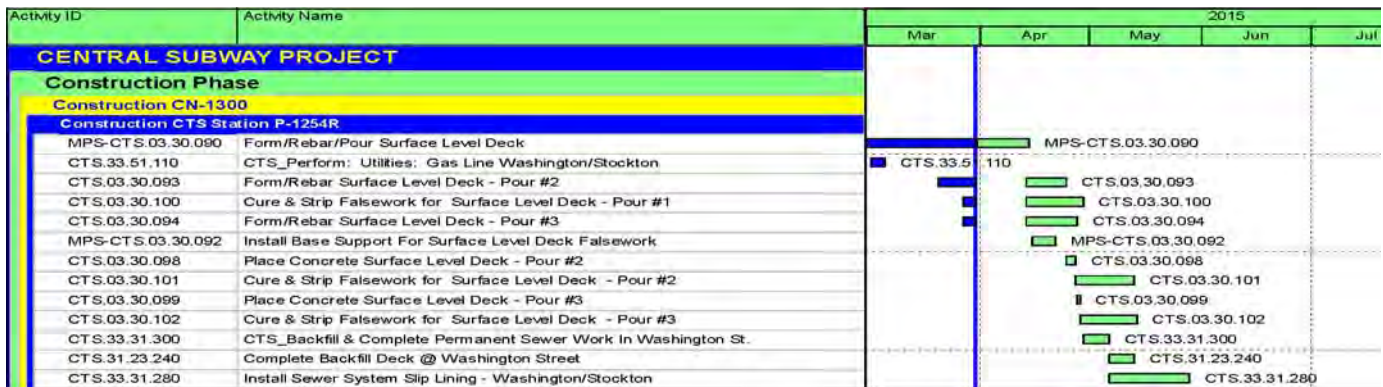 Activity ID Activity Name 2015
Mar Apr May Jun Jul
CENTRAL SUBWAY PROJECT
Construction Phase
Construction CN-1300
Construction CTS Station P-1254R
MPS-CTS.03.30.090 Form/Rebar/Pour Surface Level Deck MPS-CTS.03.30.090
CTS.33.51.110 CTS_Perform: Utilities: Gas Line Washington/Stockton CTS.33.51.110
CTS.03.30.093 Form/Rebar Surface Level Deck - Pour #2 CTS.03.30.093
CTS.03.30.100 Cure & Strip Falsework for Surface Level Deck - Pour #1 CTS.03.30.100
CTS.03.30.094 Form/Rebar Surface Level Deck - Pour #3 CTS.03.30.094
MPS-CTS.03.30.092 Install Base Support For Surface Level Deck Falsework MPS-CTS.03.30.092
CTS.03.30.098 Place Concrete Surface Level Deck - Pour #2 CTS.03.30.098
CTS.03.30.101 Cure & Strip Falsework for Surface Level Deck - Pour #2 CTS.03.30.101
CTS.03.30.099 Place Concrete Surface Level Deck - Pour #3 CTS.03.30.099
CTS.03.30.102 Cure & Strip Falsework for Surface Level Deck - Pour #3 CTS.03.30.102
CTS.33.31.300 CTS_Backfill & Complete Permanent Sewer Work In Washington St. CTS.33.31.300
CTS.31.23.240 Complete Backfill Deck @ Washington Street CTS.31.23.240
CTS.33.31.280 Install Sewer System Slip Lining - Washington/Stockton CTS.33.31.280